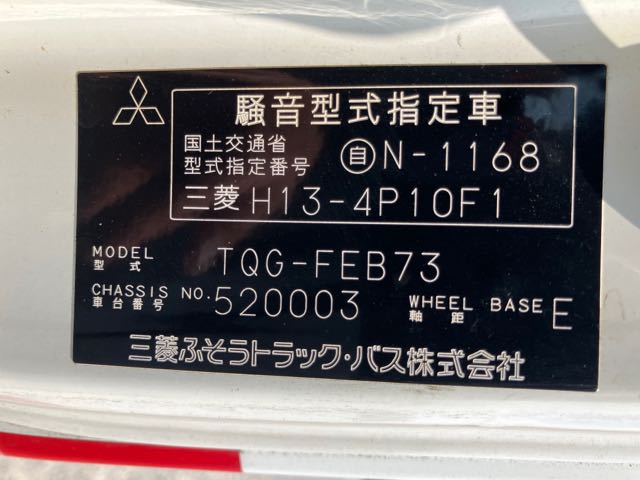 騒音型式指定車
国土交通省
型式指定番号 自 N-1168
三菱 H13-4P10F1
MODEL TQG-FEB73
型式
CHASSIS NO. 520003 WHEEL BASE E
車台番号 軸距
三菱ふそうトラック・バス株式会社